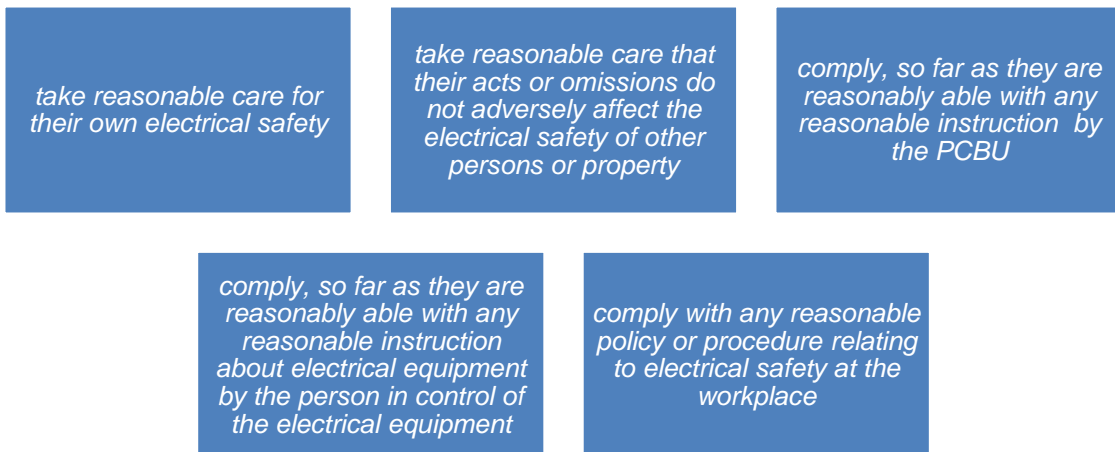 take reasonable care for
their own electrical safety
take reasonable care that
their acts or omissions do
not adversely affect the
electrical safety of other
persons or property
comply, so far as they are
reasonably able with any
reasonable instruction by
the PCBU
comply, so far as they are
reasonably able with any
reasonable instruction
about electrical equipment
by the person in control of
the electrical equipment
comply with any reasonable
policy or procedure relating
to electrical safety at the
workplace